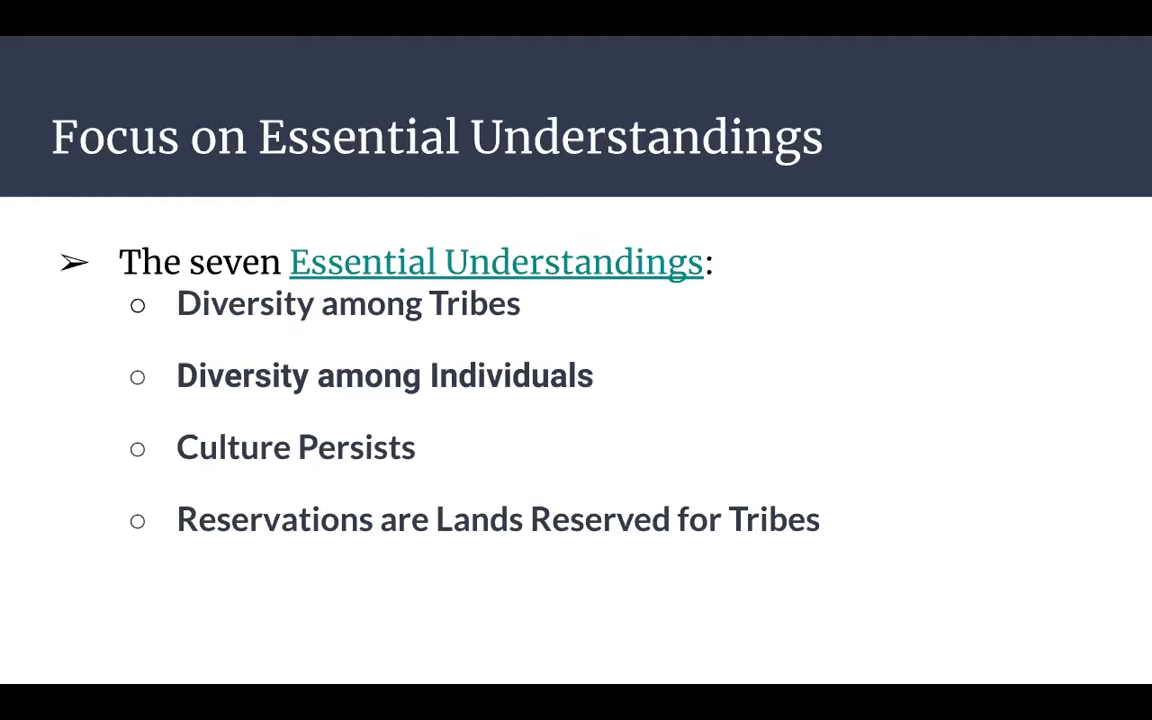 Focus on Essential Understandings
➢ The seven Essential Understandings:
○ Diversity among Tribes
○ Diversity among Individuals
○ Culture Persists
○ Reservations are Lands Reserved for Tribes